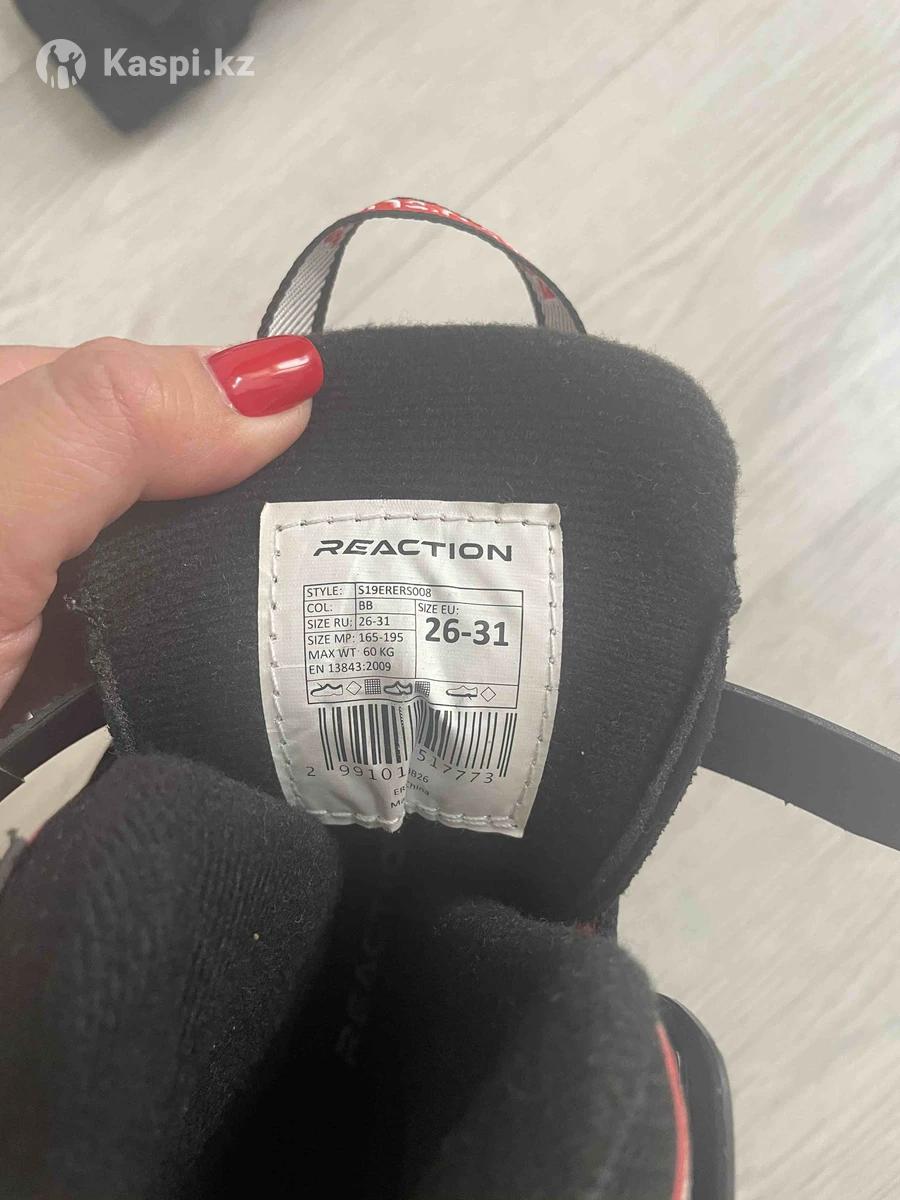 Kaspi.kz
REACTION
STYLE: S19ERERS008
COL: BB
SIZE EU:
26-31
SIZE RU: 26-31
SIZE MP: 165-195
MAX WT 60 KG
EN 13843:2009
2 99101 517773
REACTION